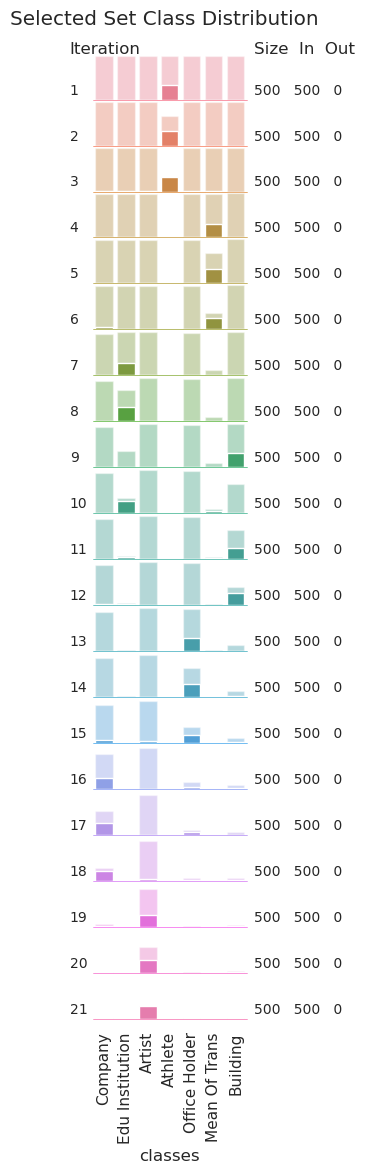 Selected Set Class Distribution
Iteration Size In Out
1 500 500 0
2 500 500 0
3 500 500 0
4 500 500 0
5 500 500 0
6 500 500 0
7 500 500 0
8 500 500 0
9 500 500 0
10 500 500 0
11 500 500 0
12 500 500 0
13 500 500 0
14 500 500 0
15 500 500 0
16 500 500 0
17 500 500 0
18 500 500 0
19 500 500 0
20 500 500 0
21 500 500 0
Company
Edu Institution
Artist
Athlete
Office Holder
Mean Of Trans
Building
classes